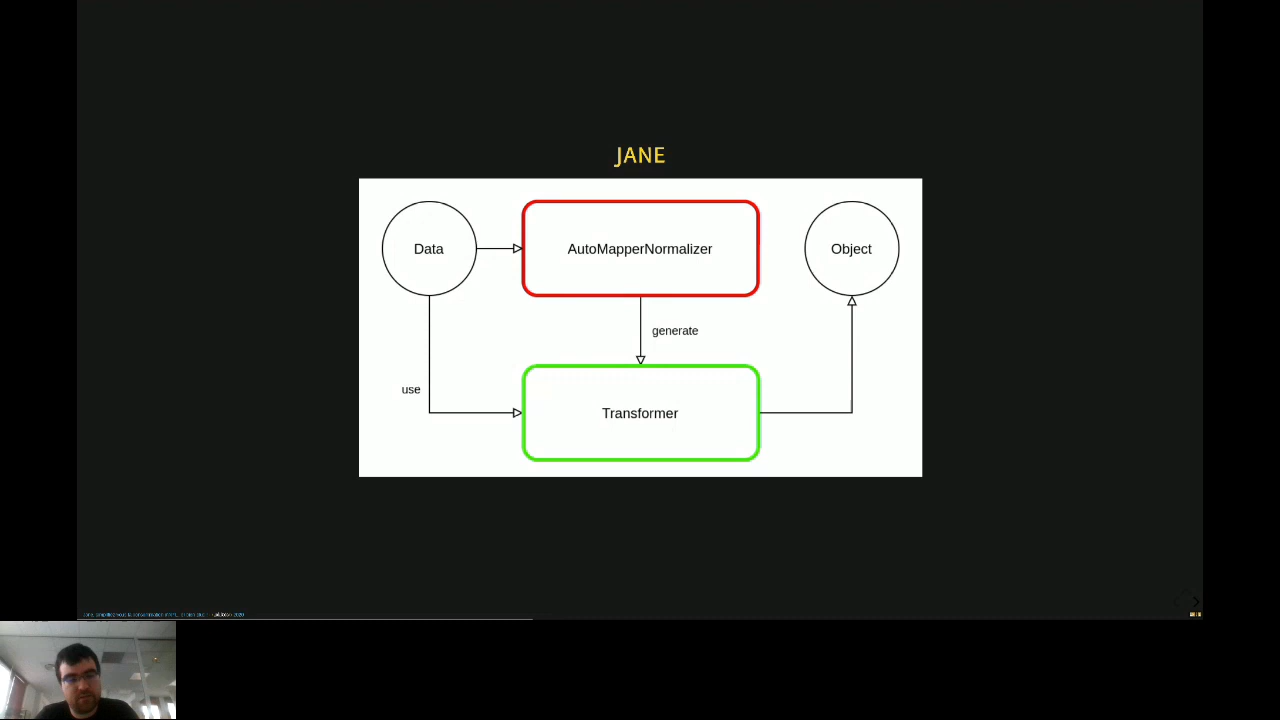 JANE
Data
AutoMapperNormalizer
Object
generate
use
Transformer